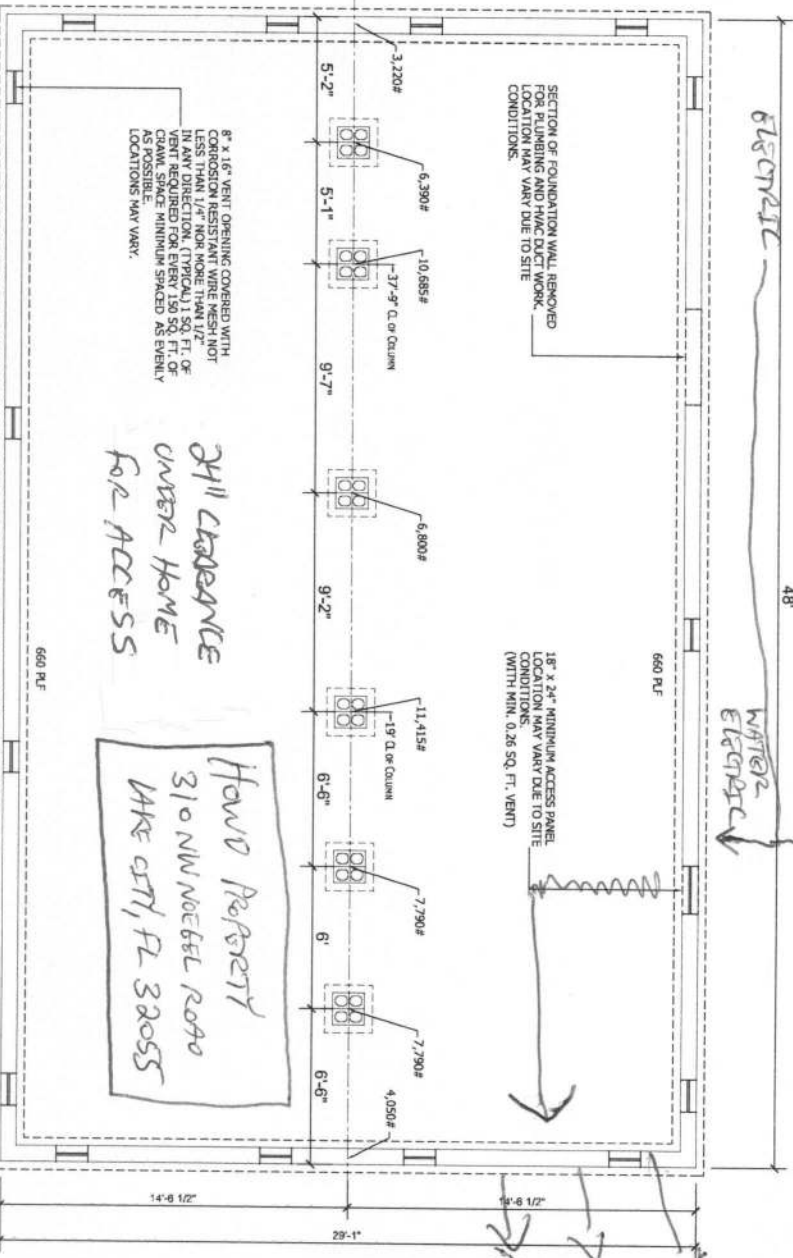 48'
ELECTRIC
WATER
ELECTRIC
3,220#
6,390#
10,685#
37'-9" CL OF COLUMN
6,800#
11,415#
19' CL OF COLUMN
7,790#
7,790#
4,050#
5'-2"
5'-1"
9'-7"
9'-2"
6'-6"
6'
6'-6"
SECTION OF FOUNDATION WALL REMOVED
FOR PLUMBING AND HVAC DUCT WORK.
LOCATION MAY VARY DUE TO SITE
CONDITIONS.
660 PLF
18" x 24" MINIMUM ACCESS PANEL
LOCATION MAY VARY DUE TO SITE
CONDITIONS.
(WITH MIN. 0.26 SQ. FT. VENT)
8" x 16" VENT OPENING COVERED WITH
CORROSION RESISTANT WIRE MESH NOT
LESS THAN 1/4" NOR MORE THAN 1/2"
IN ANY DIRECTION. (TYPICAL) 1 SQ. FT. OF
VENT REQUIRED FOR EVERY 150 SQ. FT. OF
CRAWL SPACE MINIMUM SPACED AS EVENLY
AS POSSIBLE.
LOCATIONS MAY VARY.
24" CLEARANCE
UNDER HOME
FOR ACCESS
660 PLF
HOWD PROPERTY
310 NW NOEGEL ROAD
LAKE CITY, FL 32055
14'-6 1/2"
14'-6 1/2"
29'-1"